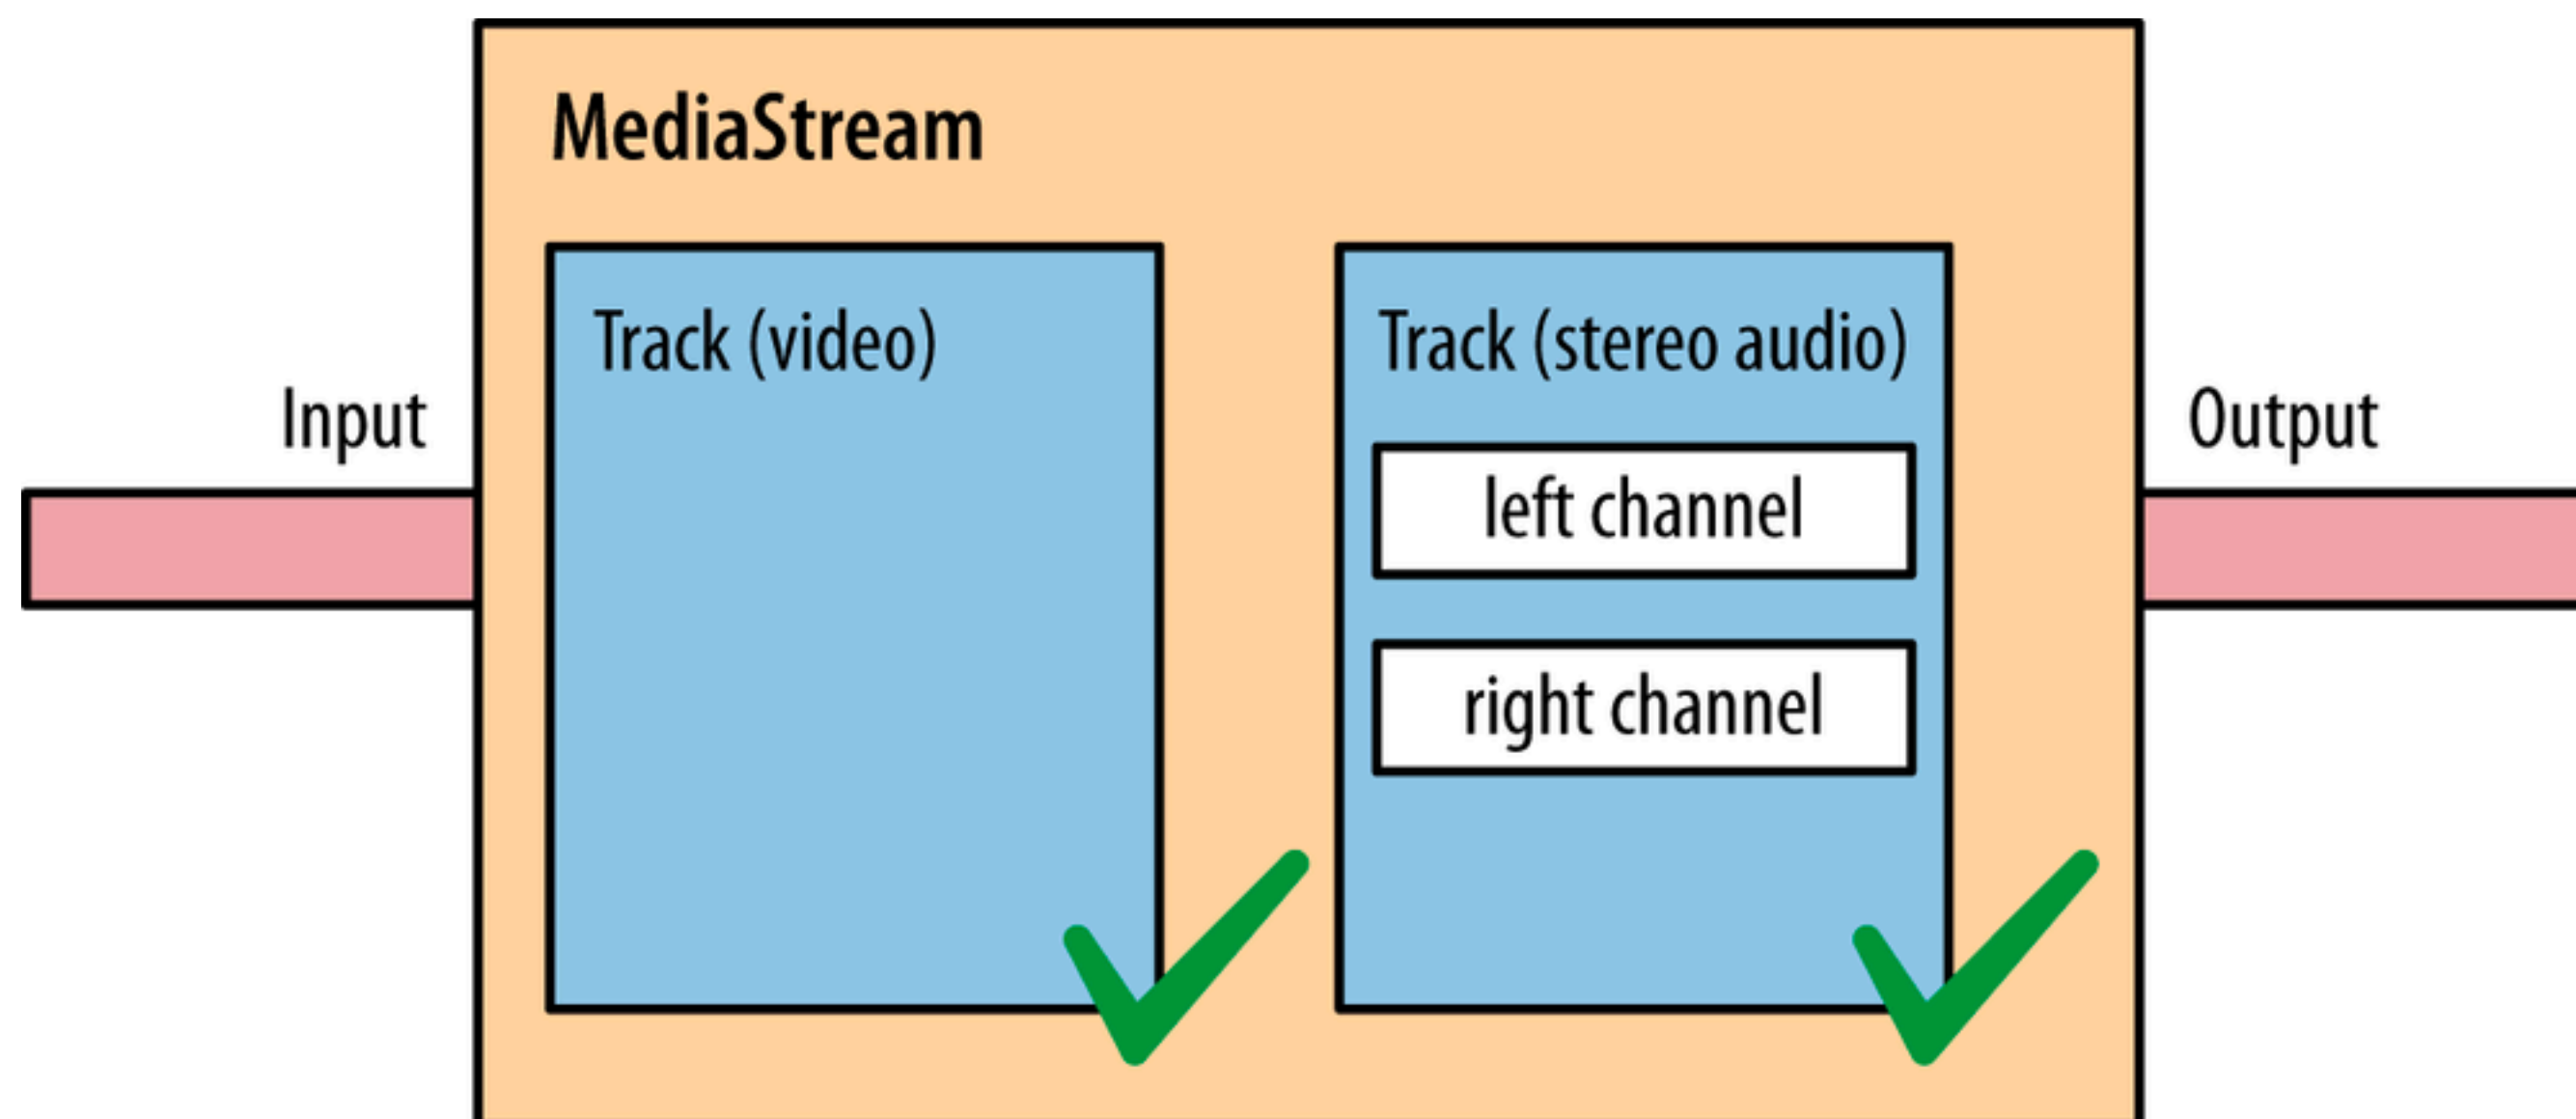 MediaStream
Track (video)
Track (stereo audio)
Input
Output
left channel
right channel